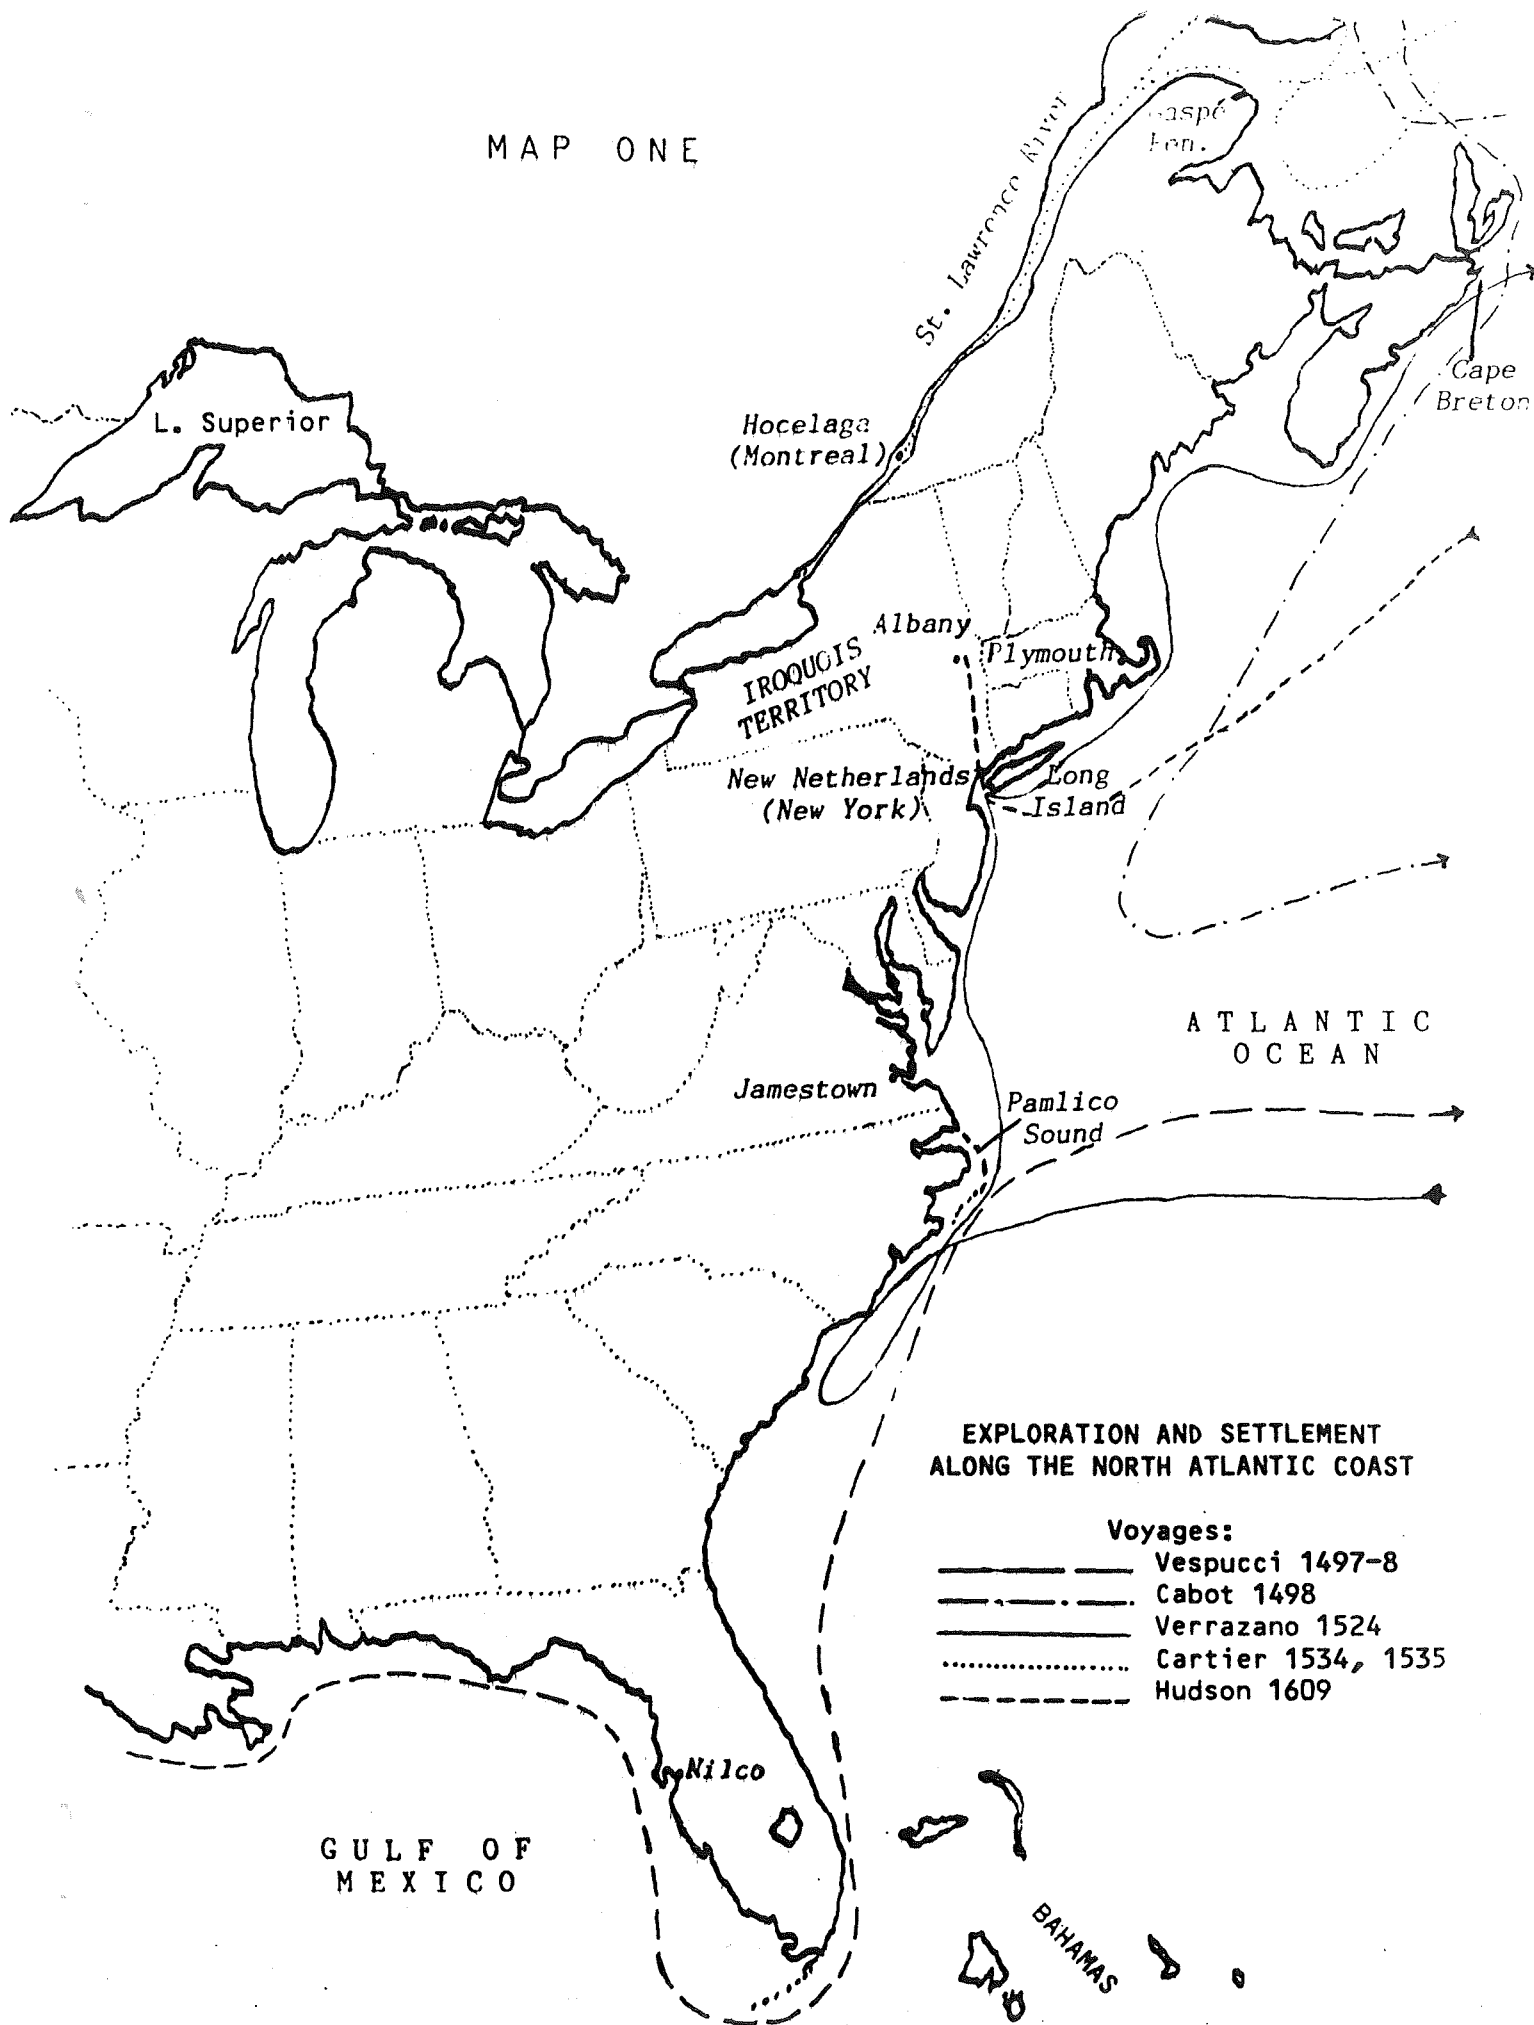 MAP ONE
Gaspé
Pen.
St. Lawrence River
L. Superior
Cape
Breton
Hocelaga
(Montreal)
Albany
Plymouth
IROQUOIS
TERRITORY
New Netherlands
(New York)
Long
Island
ATLANTIC
OCEAN
Jamestown
Pamlico
Sound
EXPLORATION AND SETTLEMENT
ALONG THE NORTH ATLANTIC COAST
Voyages:
Vespucci 1497-8
Cabot 1498
Verrazano 1524
Cartier 1534, 1535
Hudson 1609
Nilco
GULF OF
MEXICO
BAHAMAS